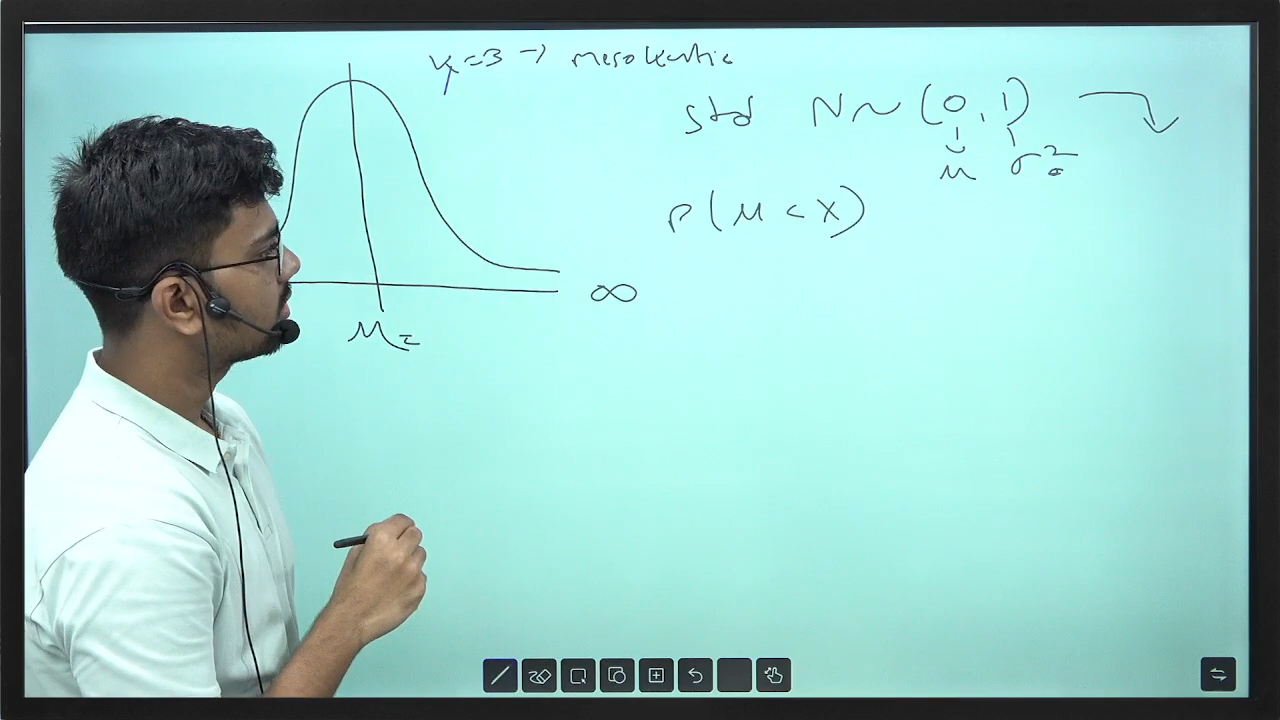 K=3 → mesokurtic
std N~(0,1)
μ σ²
P(μ<x)
∞
μ=